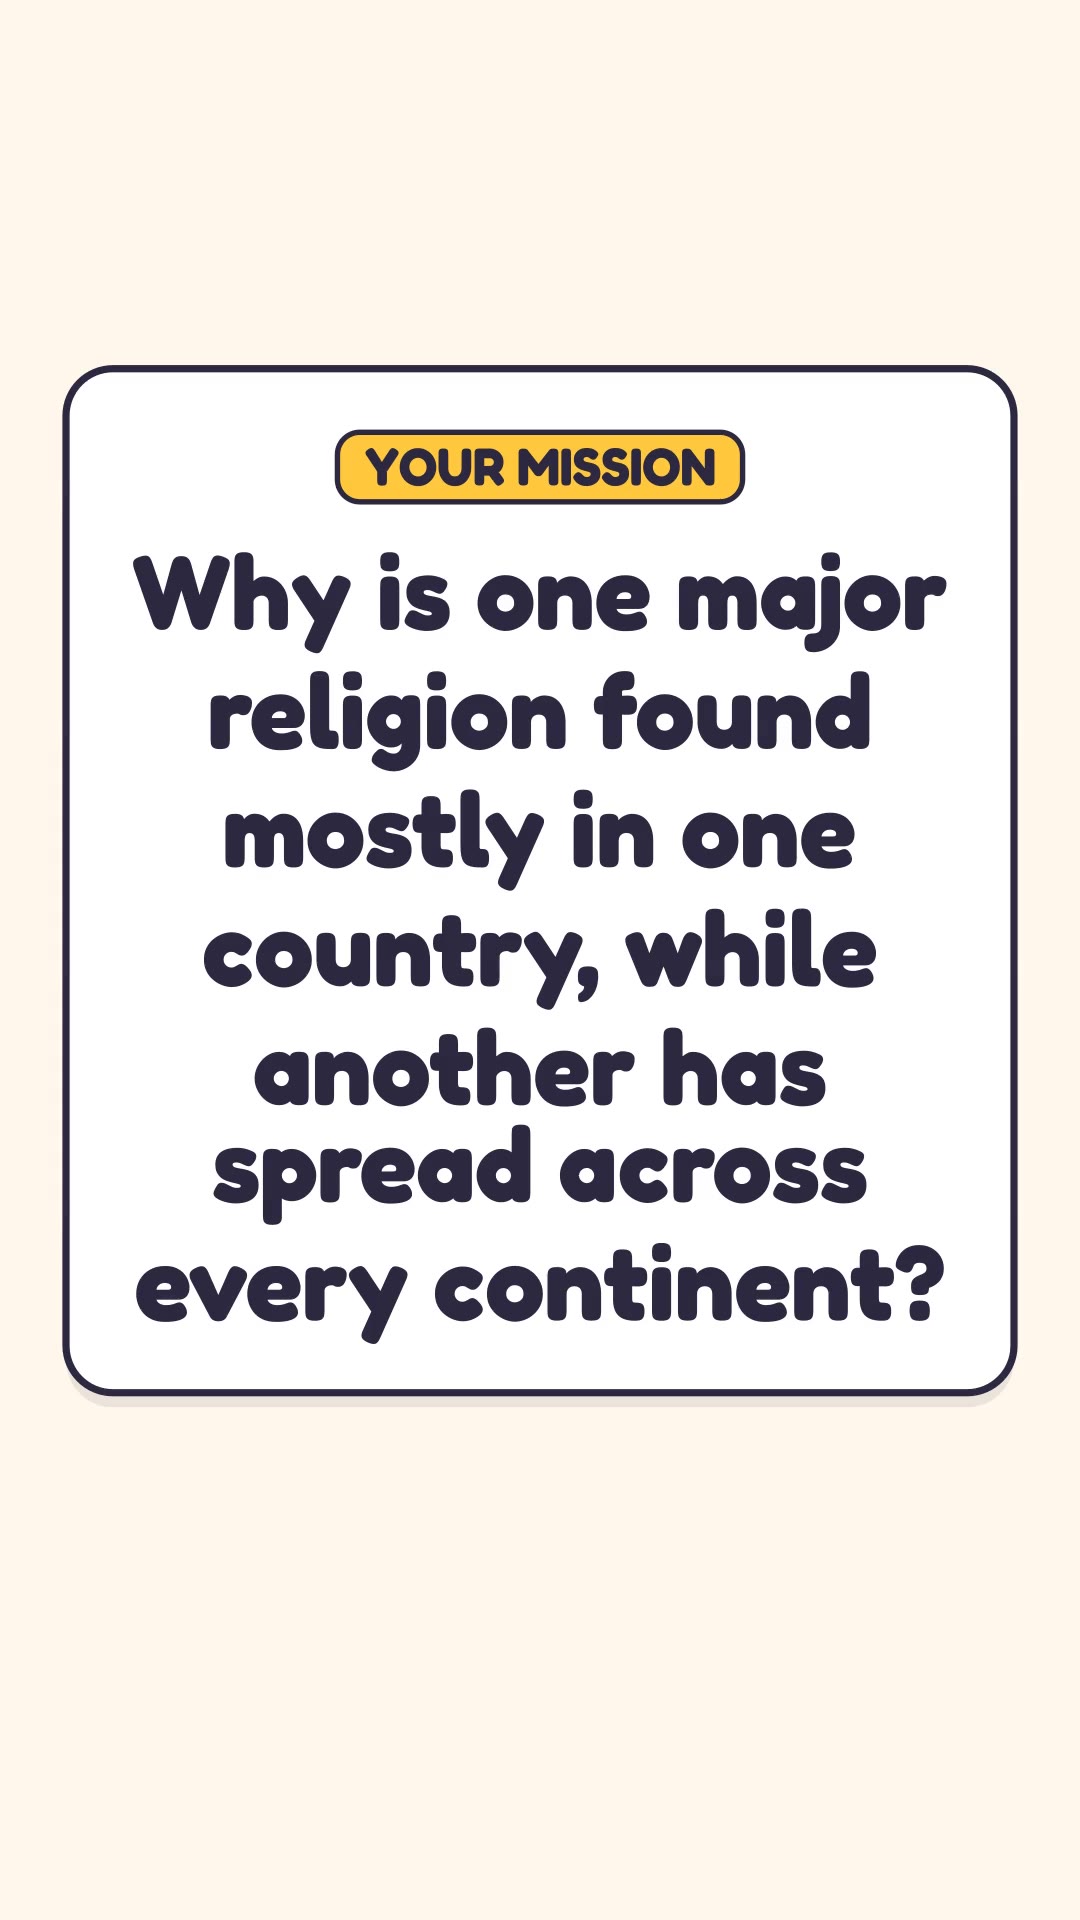 YOUR MISSION
Why is one major
religion found
mostly in one
country, while
another has
spread across
every continent?